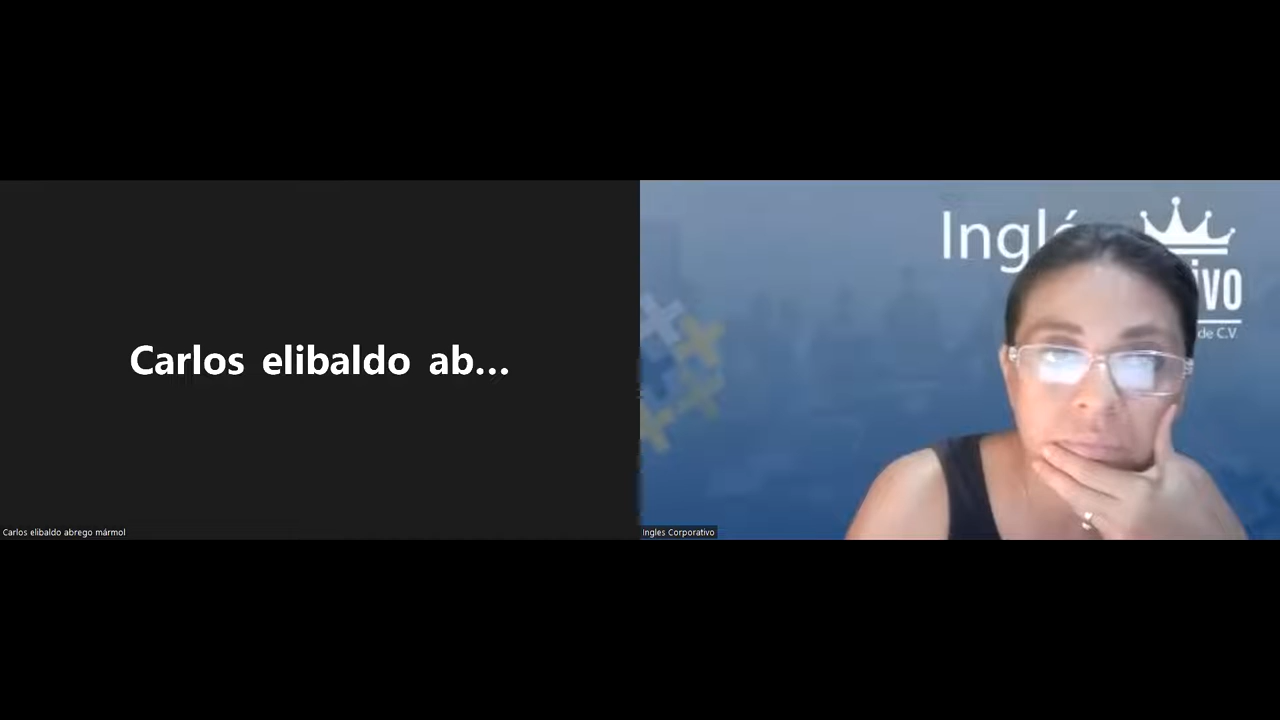 Carlos elibaldo ab...
Carlos elibaldo abrego mármol
Inglé
ivo
de C.V.
Ingles Corporativo